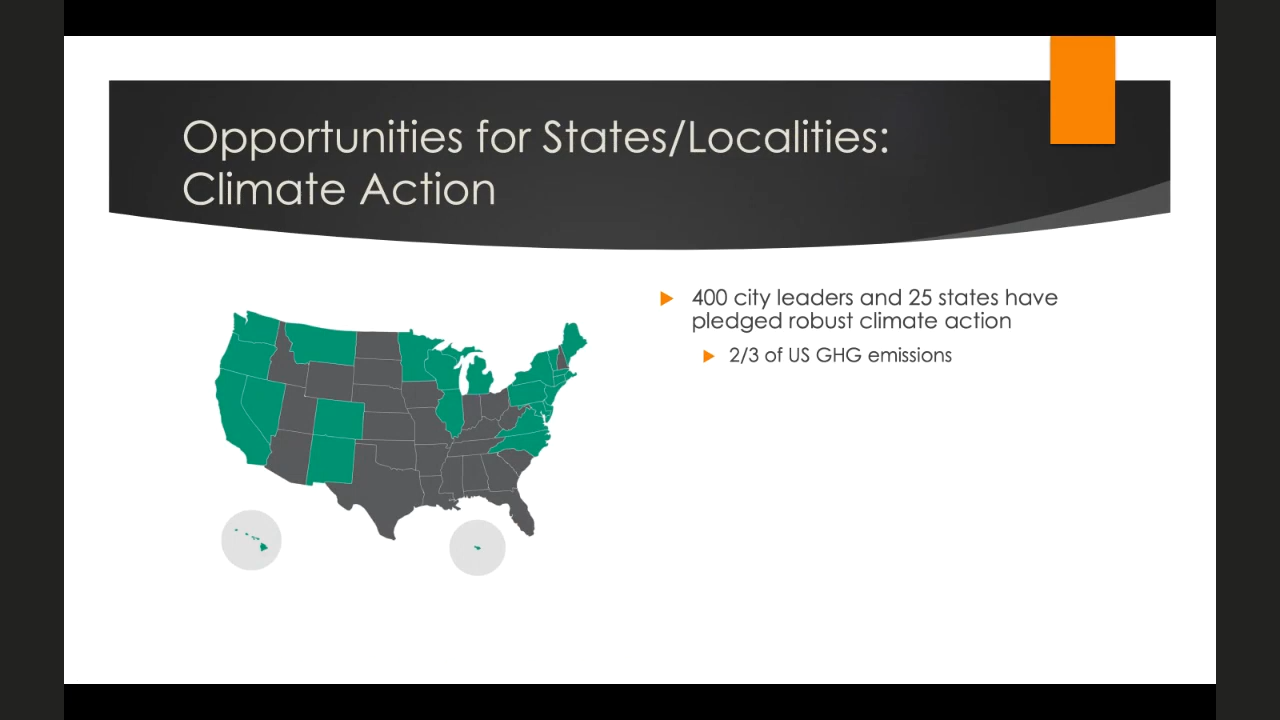 Opportunities for States/Localities:
Climate Action
400 city leaders and 25 states have
pledged robust climate action
2/3 of US GHG emissions